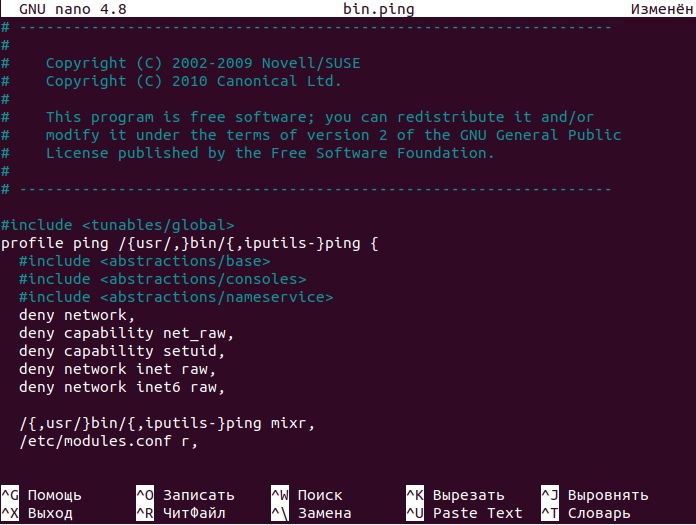 GNU nano 4.8 bin.ping Изменён
# ------------------------------------------------------------------
#
#    Copyright (C) 2002-2009 Novell/SUSE
#    Copyright (C) 2010 Canonical Ltd.
#
#    This program is free software; you can redistribute it and/or
#    modify it under the terms of version 2 of the GNU General Public
#    License published by the Free Software Foundation.
#
# ------------------------------------------------------------------
#include <tunables/global>
profile ping /{usr/,}bin/{,iputils-}ping {
  #include <abstractions/base>
  #include <abstractions/consoles>
  #include <abstractions/nameservice>
  deny network,
  deny capability net_raw,
  deny capability setuid,
  deny network inet raw,
  deny network inet6 raw,
  /{,usr/}bin/{,iputils-}ping mixr,
  /etc/modules.conf r,
^G Помощь ^O Записать ^W Поиск ^K Вырезать ^J Выровнять
^X Выход ^R ЧитФайл ^\ Замена ^U Paste Text ^T Словарь